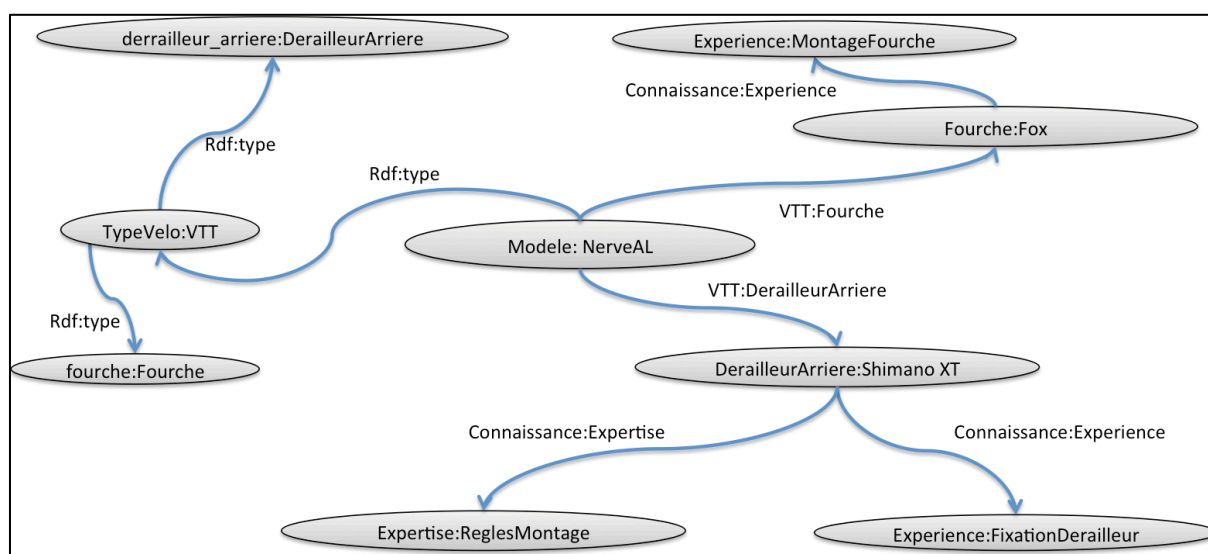 derrailleur_arriere:DerailleurArriere
Experience:MontageFourche
Connaissance:Experience
Fourche:Fox
Rdf:type
Rdf:type
VTT:Fourche
TypeVelo:VTT
Modele: NerveAL
VTT:DerailleurArriere
Rdf:type
fourche:Fourche
DerailleurArriere:Shimano XT
Connaissance:Expertise
Connaissance:Experience
Expertise:ReglesMontage
Experience:FixationDerailleur